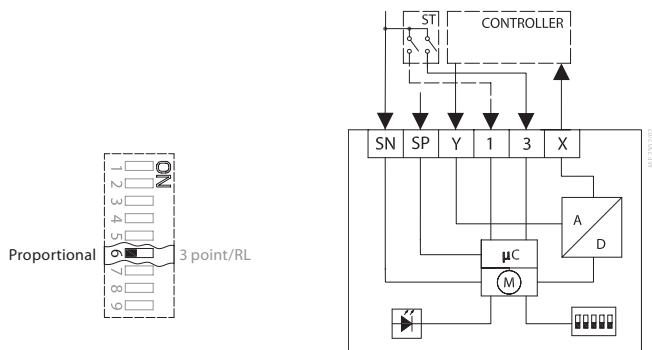 ST
CONTROLLER
SN SP Y 1 3 X
A
D
μC
M
ON
1
2
3
4
5
Proportional 6 3 point/RL
7
8
9